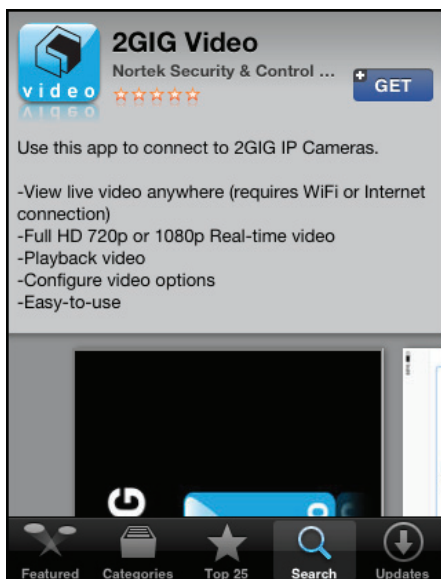 2GIG Video
Nortek Security & Control ...
video
GET
Use this app to connect to 2GIG IP Cameras.
-View live video anywhere (requires WiFi or Internet
connection)
-Full HD 720p or 1080p Real-time video
-Playback video
-Configure video options
-Easy-to-use
G
Featured
Categories
Top 25
Search
Updates